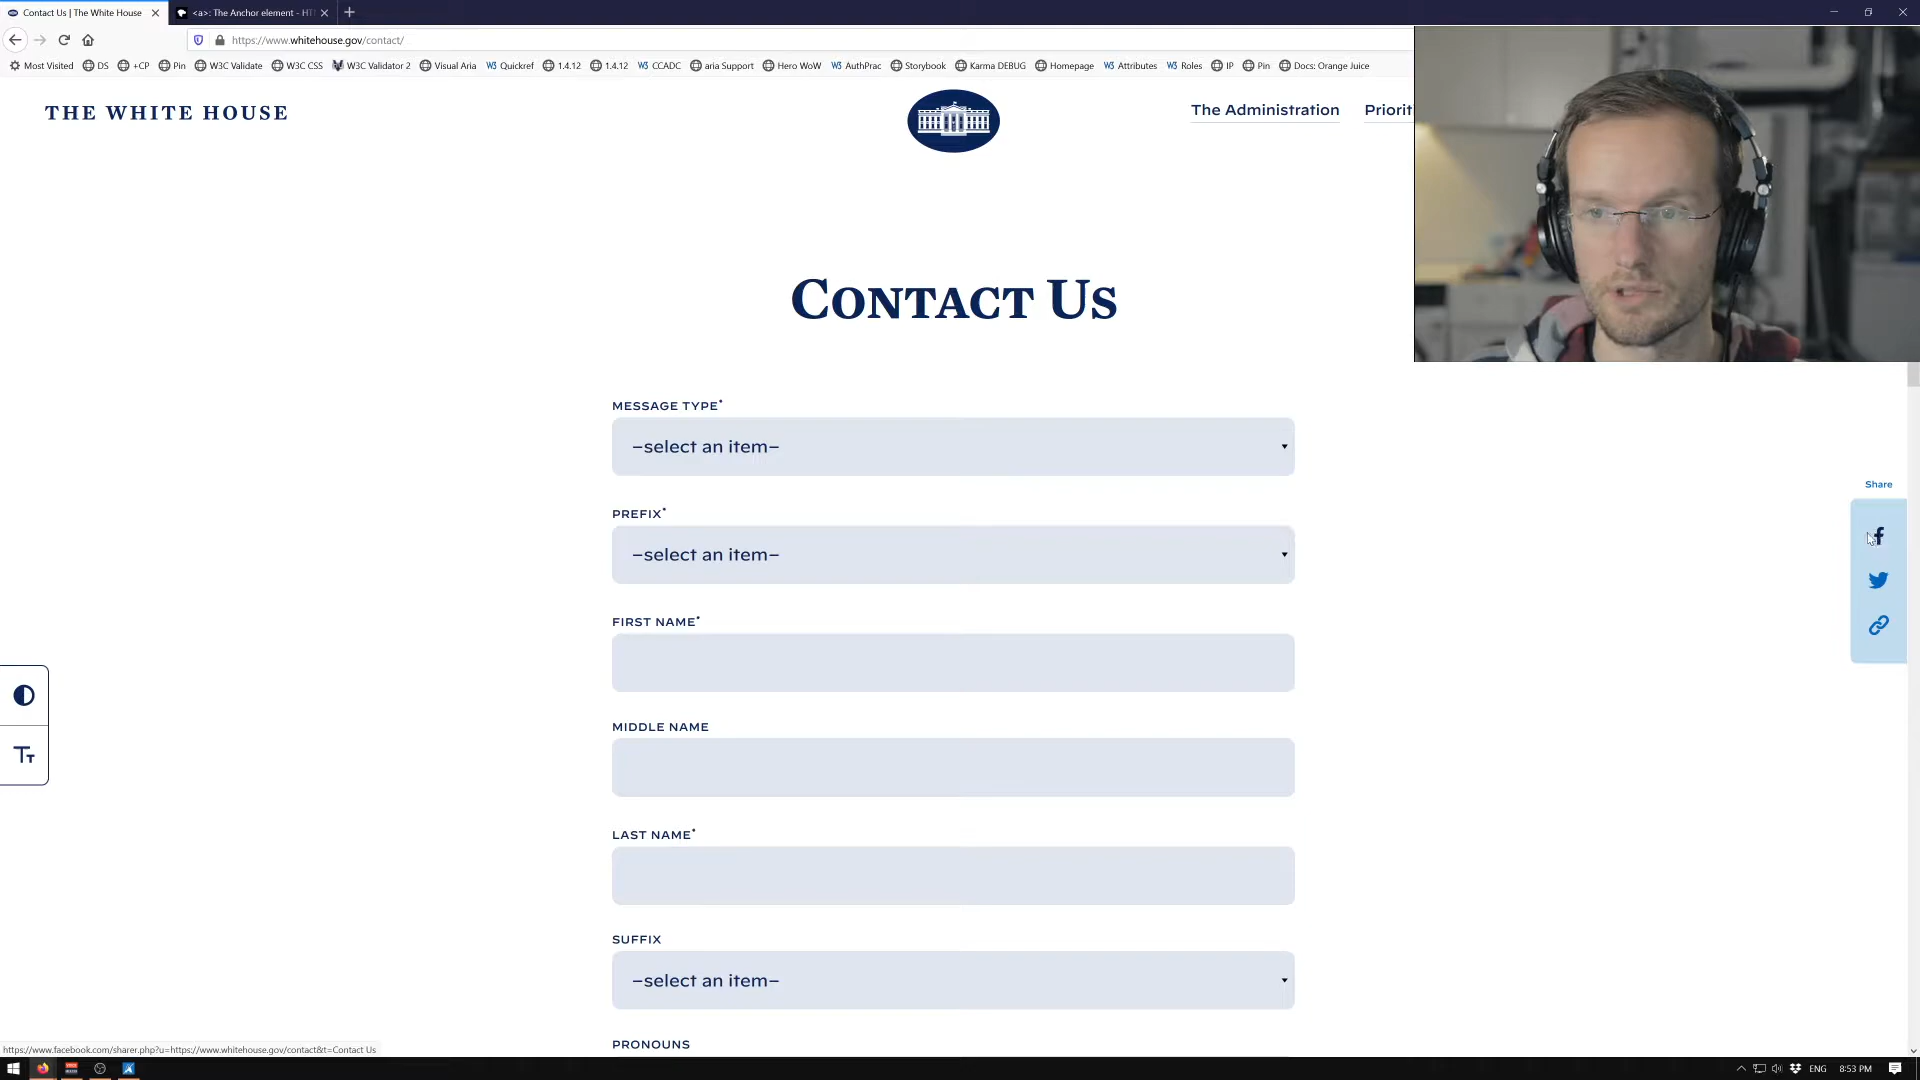 Contact Us | The White House
<a>: The Anchor element - HT
https://www.whitehouse.gov/contact/
Most Visited DS +CP Pin W3C Validate W3C CSS W3C Validator 2 Visual Aria W3 Quickref 1.4.12 1.4.12 W3 CCADC aria Support Hero WoW W3 AuthPrac Storybook Karma DEBUG Homepage W3 Attributes W3 Roles IP Pin Docs: Orange Juice
THE WHITE HOUSE
The Administration Priorit
CONTACT US
MESSAGE TYPE*
–select an item–
PREFIX*
–select an item–
FIRST NAME*
MIDDLE NAME
LAST NAME*
SUFFIX
–select an item–
PRONOUNS
Share
https://www.facebook.com/sharer.php?u=https://www.whitehouse.gov/contact&t=Contact Us
ENG 8:53 PM